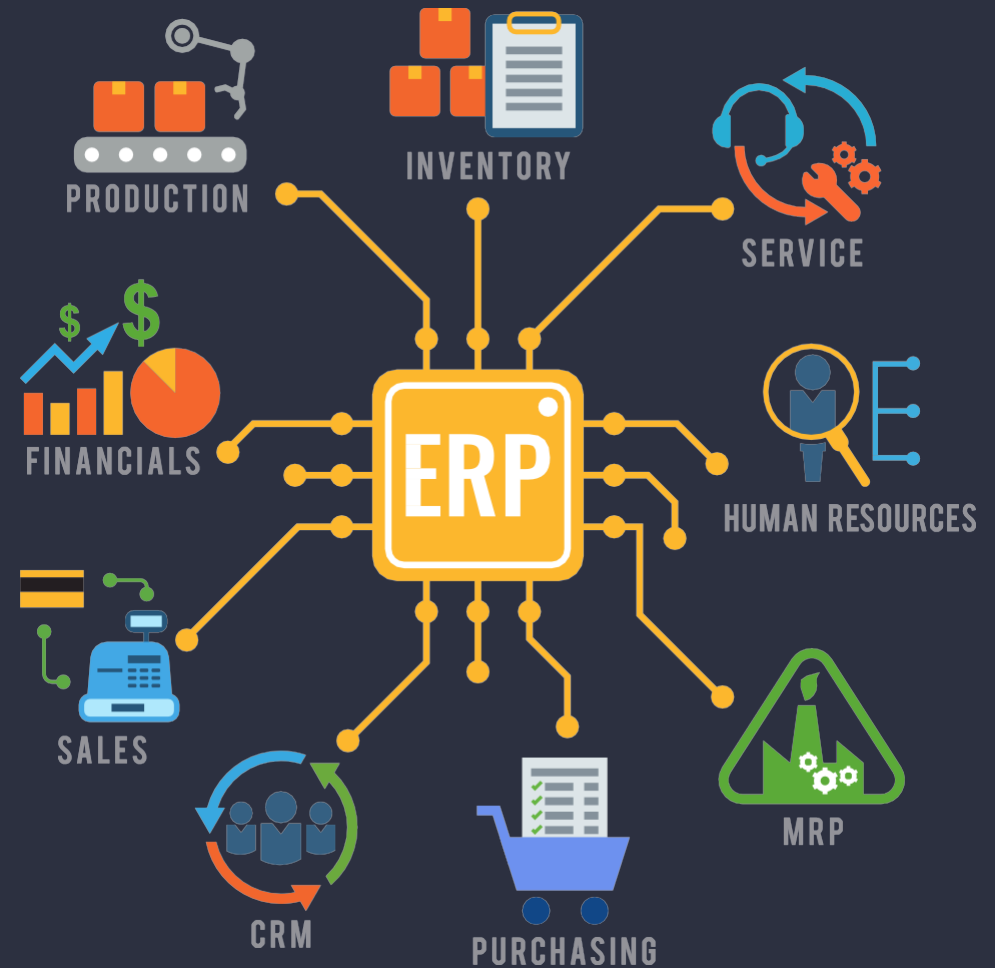 INVENTORY
PRODUCTION
SERVICE
$
$
FINANCIALS
ERP
HUMAN RESOURCES
SALES
MRP
CRM
PURCHASING